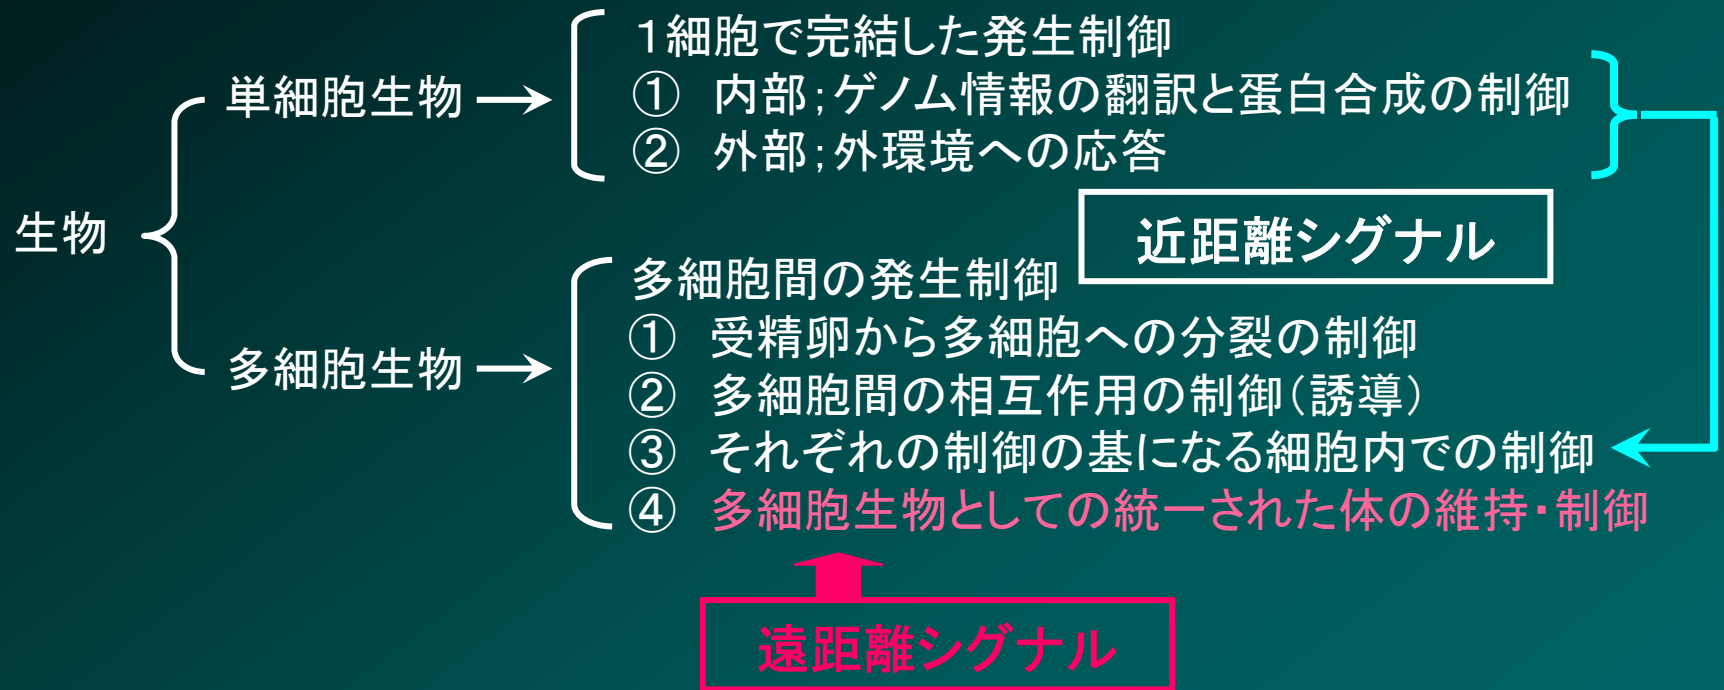 生物
単細胞生物
1細胞で完結した発生制御
① 内部;ゲノム情報の翻訳と蛋白合成の制御
② 外部;外環境への応答
近距離シグナル
多細胞生物
多細胞間の発生制御
① 受精卵から多細胞への分裂の制御
② 多細胞間の相互作用の制御(誘導)
③ それぞれの制御の基になる細胞内での制御
④ 多細胞生物としての統一された体の維持・制御
遠距離シグナル